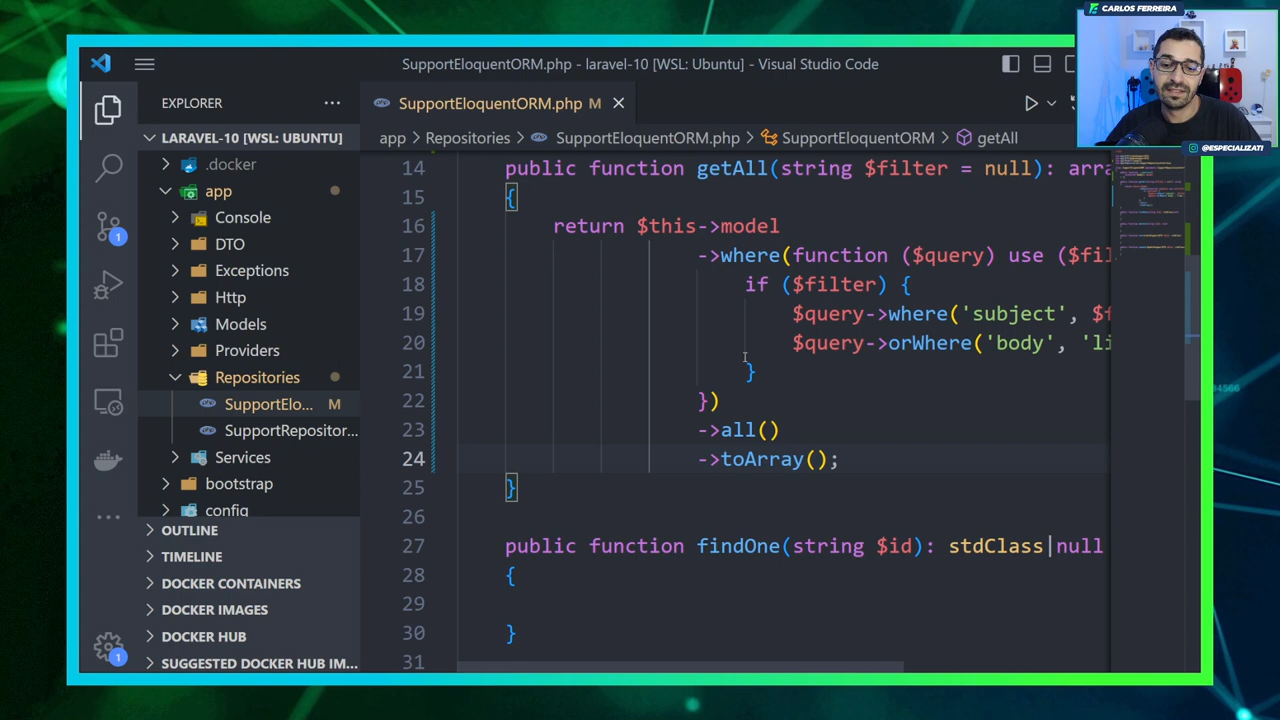 CARLOS FERREIRA
@ESPECIALIZATI
SupportEloquentORM.php - laravel-10 [WSL: Ubuntu] - Visual Studio Code
EXPLORER
SupportEloquentORM.php M
LARAVEL-10 [WSL: UBUNTU]
app > Repositories > SupportEloquentORM.php > SupportEloquentORM > getAll
.docker
app
Console
DTO
Exceptions
Http
Models
Providers
Repositories
SupportElo... M
SupportRepositor...
Services
bootstrap
config
OUTLINE
TIMELINE
DOCKER CONTAINERS
DOCKER IMAGES
DOCKER HUB
SUGGESTED DOCKER HUB IM...
1
1
14 public function getAll(string $filter = null): arra
15 {
16 return $this->model
17 ->where(function ($query) use ($fil
18 if ($filter) {
19 $query->where('subject', $f
20 $query->orWhere('body', 'li
21 }
22 })
23 ->all()
24 ->toArray();
25 }
26
27 public function findOne(string $id): stdClass|null
28 {
29
30 }
31